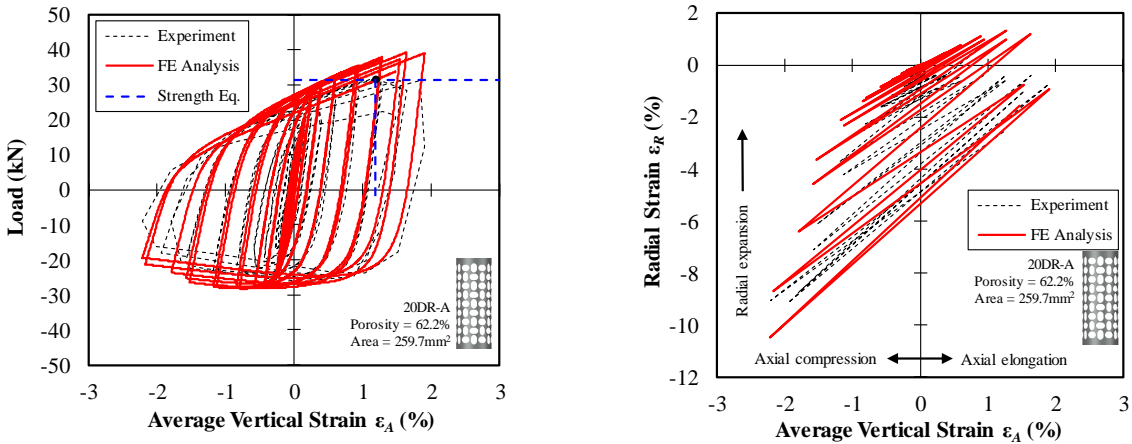 50
40
30
20
10
0
-10
-20
-30
-40
-50
Load (kN)
Experiment
FE Analysis
Strength Eq.
20DR-A
Porosity = 62.2%
Area = 259.7mm²
-3 -2 -1 0 1 2 3
Average Vertical Strain ε_A (%)
2
0
-2
-4
-6
-8
-10
-12
Radial Strain ε_R (%)
Radial expansion
Experiment
FE Analysis
20DR-A
Porosity = 62.2%
Area = 259.7mm²
Axial compression Axial elongation
-3 -2 -1 0 1 2 3
Average Vertical Strain ε_A (%)